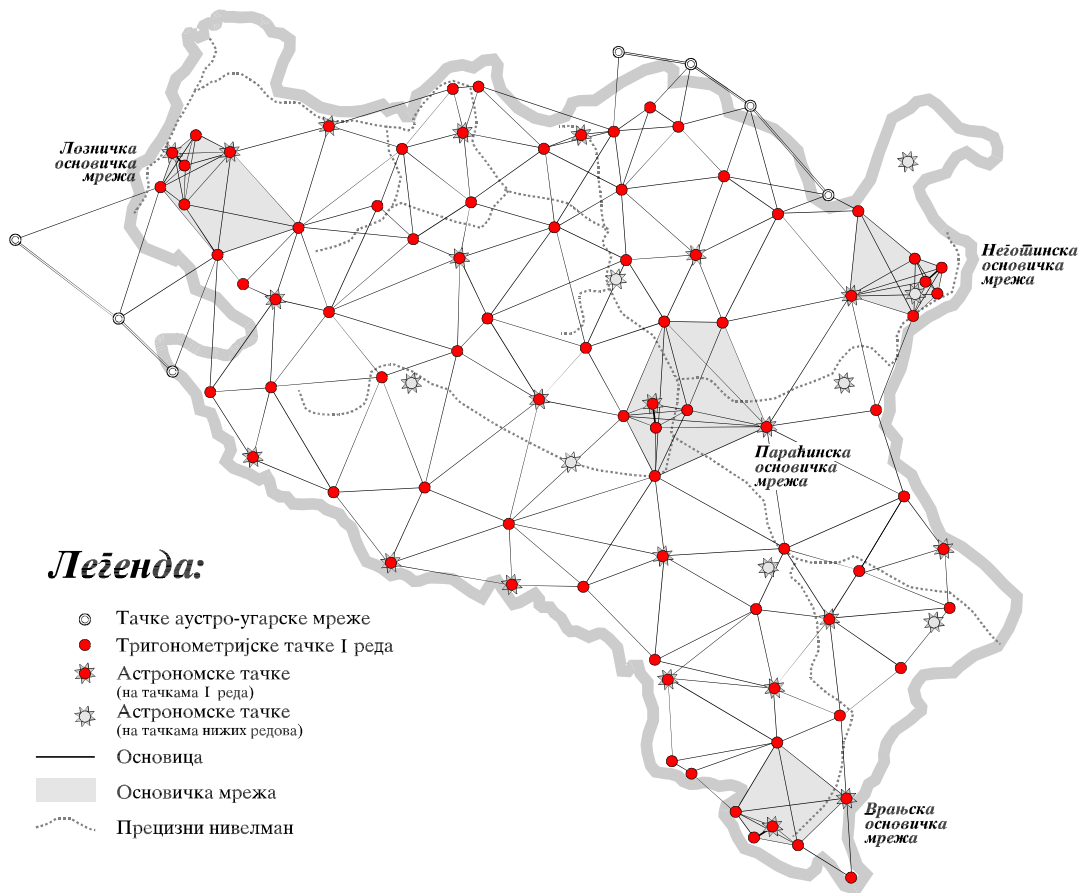 Лозничка
основичка
мрежа
Неготинска
основичка
мрежа
Параћинска
основичка
мрежа
Врањска
основичка
мрежа
Легенда:
Тачке аустро-угарске мреже
Тригонометријске тачке I реда
Астрономске тачке
(на тачкама I реда)
Астрономске тачке
(на тачкама нижих редова)
Основица
Основичка мрежа
Прецизни нивелман